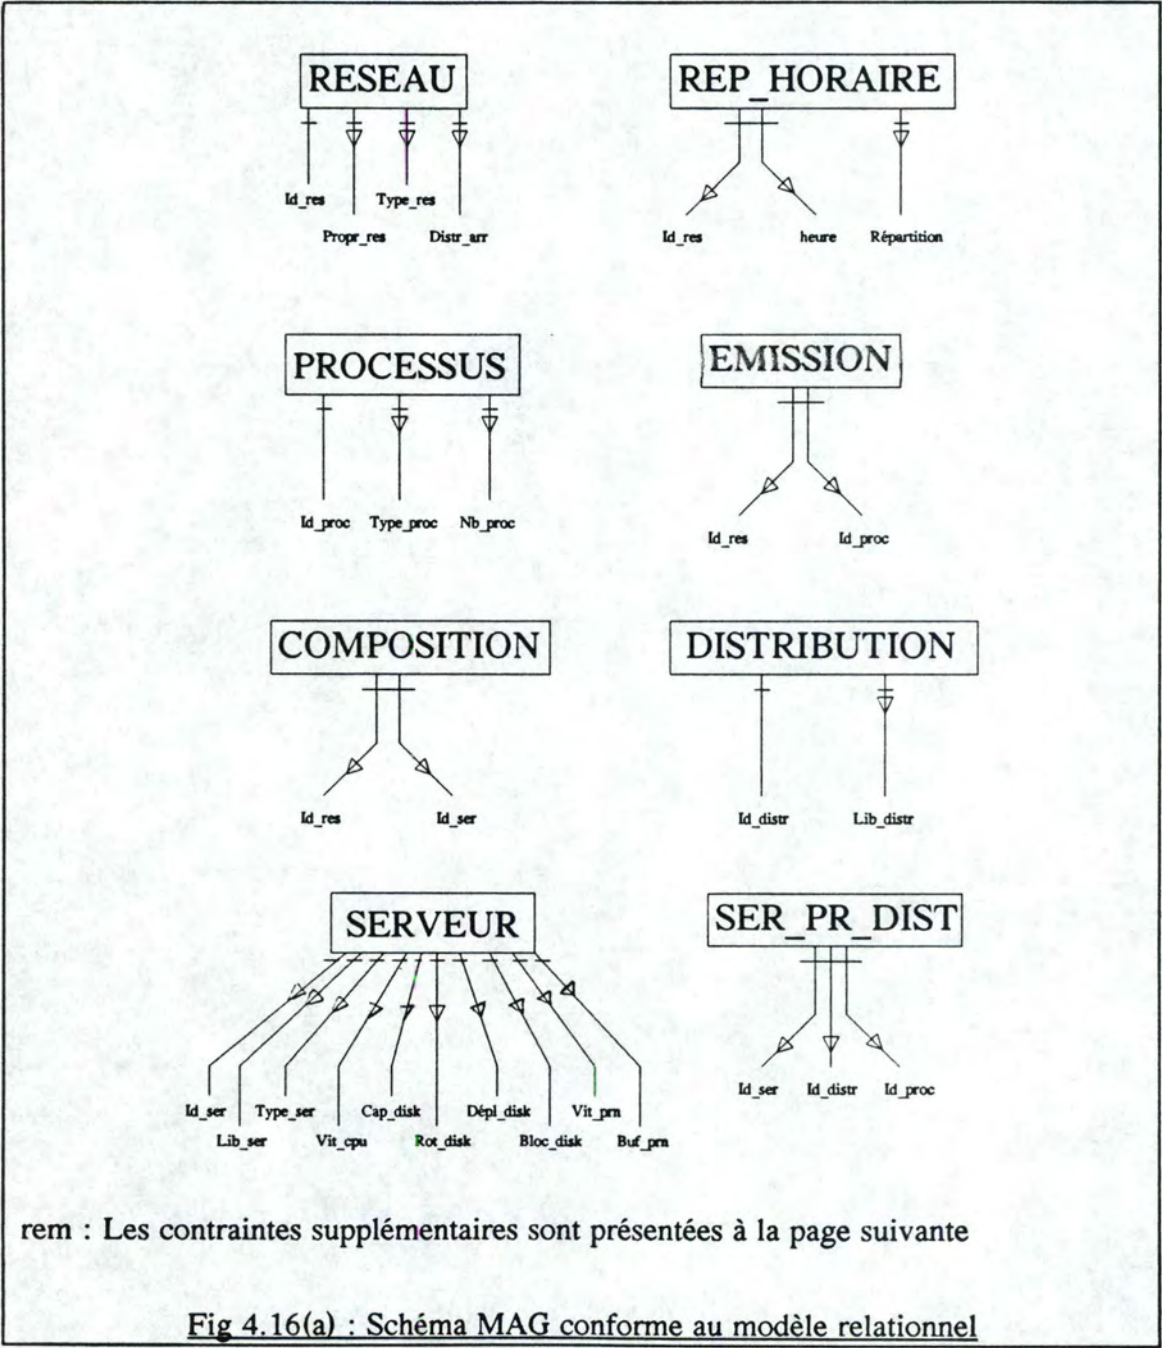 RESEAU
Id_res
Type_res
Propr_res
Distr_arr
REP_HORAIRE
Id_res
heure
Répartition
PROCESSUS
Id_proc
Type_proc
Nb_proc
EMISSION
Id_res
Id_proc
COMPOSITION
Id_res
Id_ser
DISTRIBUTION
Id_distr
Lib_distr
SERVEUR
Id_ser
Type_ser
Cap_disk
Dépl_disk
Vit_prn
Lib_ser
Vit_cpu
Rot_disk
Bloc_disk
Buf_prn
SER_PR_DIST
Id_ser
Id_distr
Id_proc
rem : Les contraintes supplémentaires sont présentées à la page suivante
Fig 4.16(a) : Schéma MAG conforme au modèle relationnel